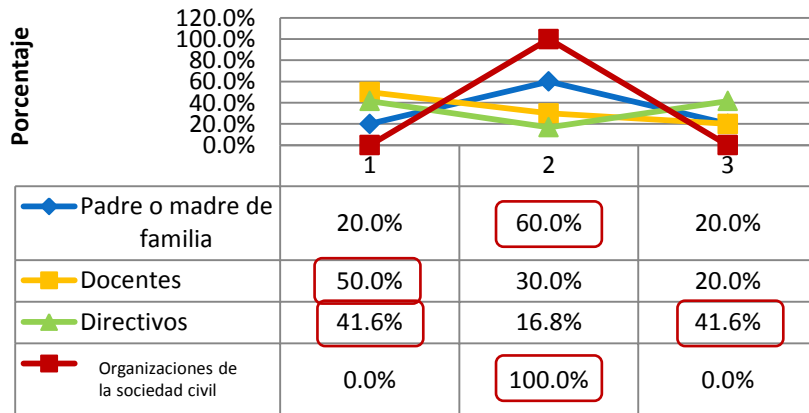 Porcentaje
120.0%
100.0%
80.0%
60.0%
40.0%
20.0%
0.0%
1 2 3
Padre o madre de
familia
20.0% 60.0% 20.0%
Docentes 50.0% 30.0% 20.0%
Directivos 41.6% 16.8% 41.6%
Organizaciones de
la sociedad civil
0.0% 100.0% 0.0%